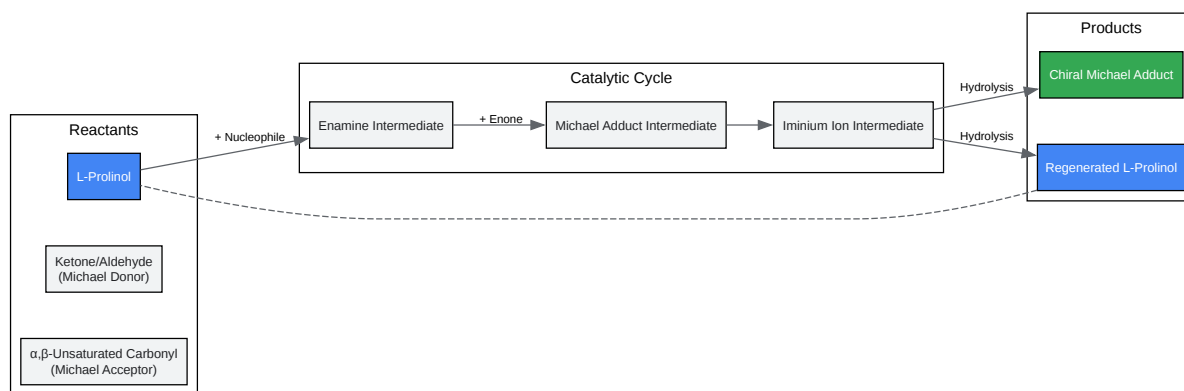 Products
Chiral Michael Adduct
Catalytic Cycle
Hydrolysis
Enamine Intermediate
+ Enone
Michael Adduct Intermediate
Iminium Ion Intermediate
Reactants
+ Nucleophile
Hydrolysis
L-Prolinol
Regenerated L-Prolinol
Ketone/Aldehyde
(Michael Donor)
α,β-Unsaturated Carbonyl
(Michael Acceptor)